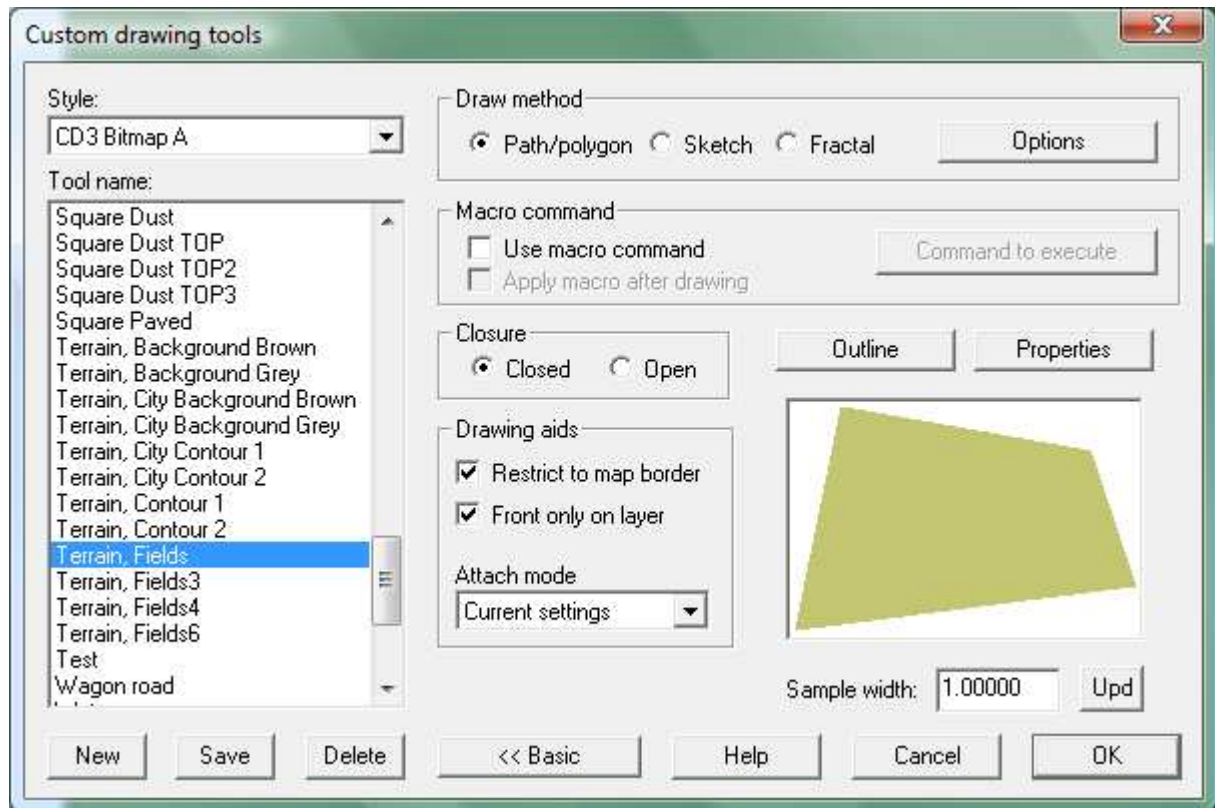 Custom drawing tools
Style:
CD3 Bitmap A
Tool name:
Square Dust
Square Dust TOP
Square Dust TOP2
Square Dust TOP3
Square Paved
Terrain, Background Brown
Terrain, Background Grey
Terrain, City Background Brown
Terrain, City Background Grey
Terrain, City Contour 1
Terrain, City Contour 2
Terrain, Contour 1
Terrain, Contour 2
Terrain, Fields
Terrain, Fields3
Terrain, Fields4
Terrain, Fields6
Test
Wagon road
Draw method
Path/polygon Sketch Fractal Options
Macro command
Use macro command Command to execute
Apply macro after drawing
Closure
Closed Open
Outline Properties
Drawing aids
Restrict to map border
Front only on layer
Attach mode
Current settings
Sample width: 1.00000 Upd
New Save Delete << Basic Help Cancel OK